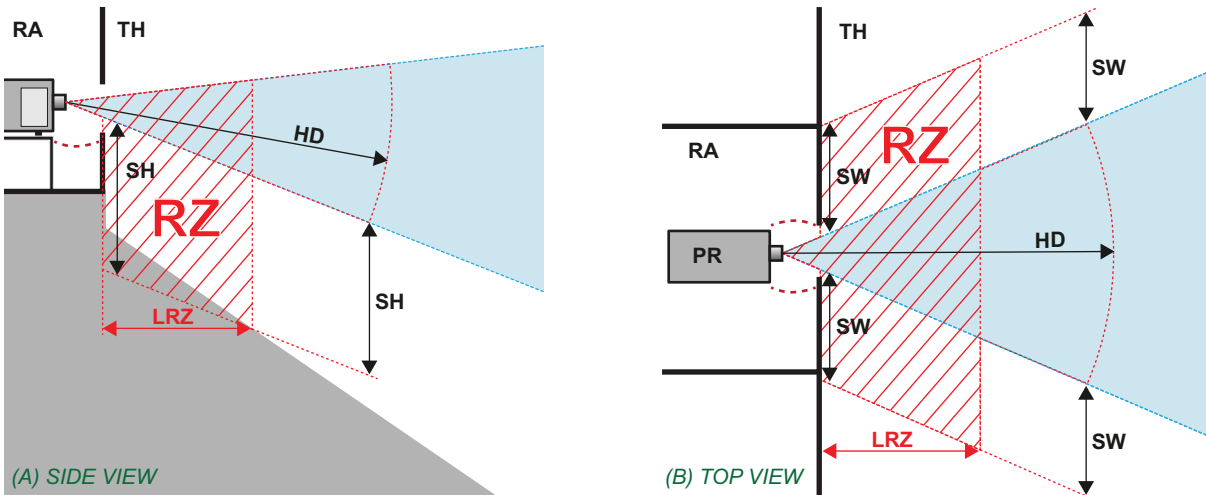 RA
TH
HD
SH
RZ
SH
LRZ
(A) SIDE VIEW
TH
SW
RZ
RA
SW
PR
HD
SW
LRZ
SW
(B) TOP VIEW